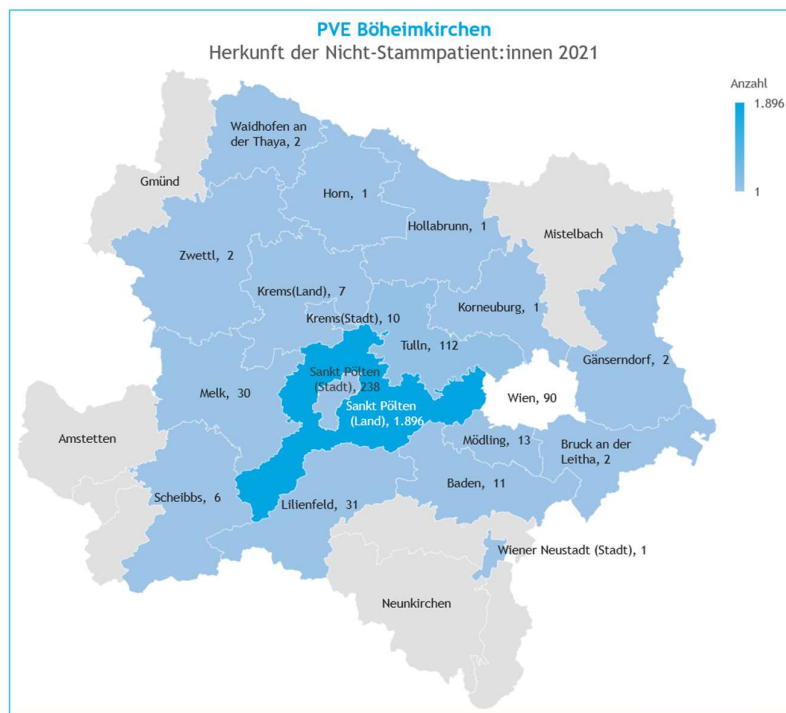 PVE Böheimkirchen
Herkunft der Nicht-Stammpatient:innen 2021
Anzahl
1.896
1
Waidhofen an
der Thaya, 2
Gmünd
Horn, 1
Hollabrunn, 1
Mistelbach
Zwettl, 2
Krems(Land), 7
Korneuburg, 1
Krems(Stadt), 10
Tulln, 112
Gänserndorf, 2
Sankt Pölten
(Stadt), 238
Melk, 30
Wien, 90
Sankt Pölten
(Land), 1.896
Amstetten
Mödling, 13
Bruck an der
Leitha, 2
Baden, 11
Scheibbs, 6
Lilienfeld, 31
Wiener Neustadt (Stadt), 1
Neunkirchen